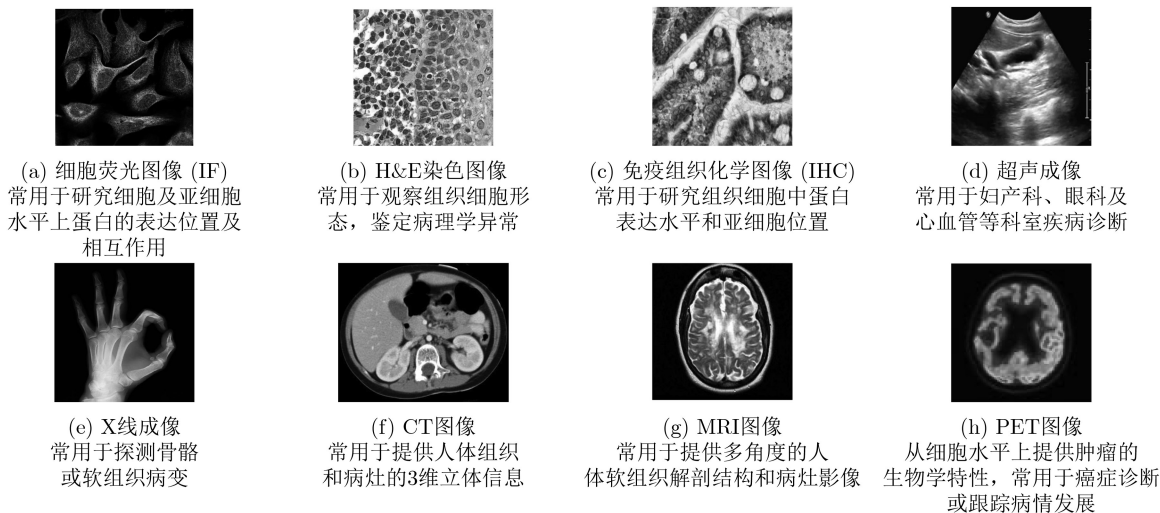 (a) 细胞荧光图像 (IF)
常用于研究细胞及亚细胞
水平上蛋白的表达位置及
相互作用
(b) H&E染色图像
常用于观察组织细胞形
态，鉴定病理学异常
(c) 免疫组织化学图像 (IHC)
常用于研究组织细胞中蛋白
表达水平和亚细胞位置
(d) 超声成像
常用于妇产科、眼科及
心血管等科室疾病诊断
(e) X线成像
常用于探测骨骼
或软组织病变
(f) CT图像
常用于提供人体组织
和病灶的3维立体信息
(g) MRI图像
常用于提供多角度的人
体软组织解剖结构和病灶影像
(h) PET图像
从细胞水平上提供肿瘤的
生物学特性，常用于癌症诊断
或跟踪病情发展